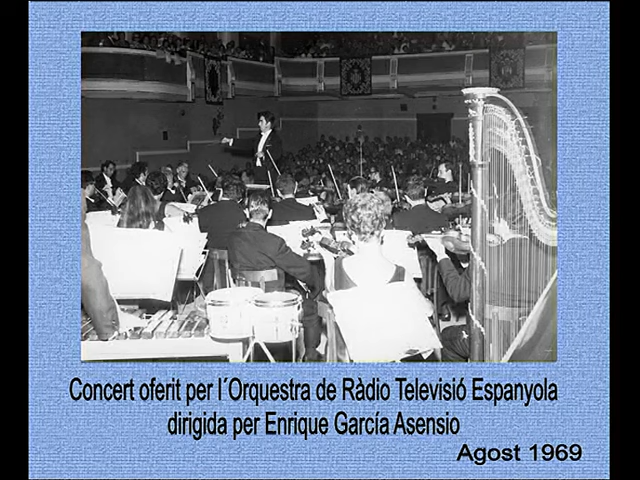 Concert oferit per l´Orquestra de Ràdio Televisió Espanyola
dirigida per Enrique García Asensio
Agost 1969